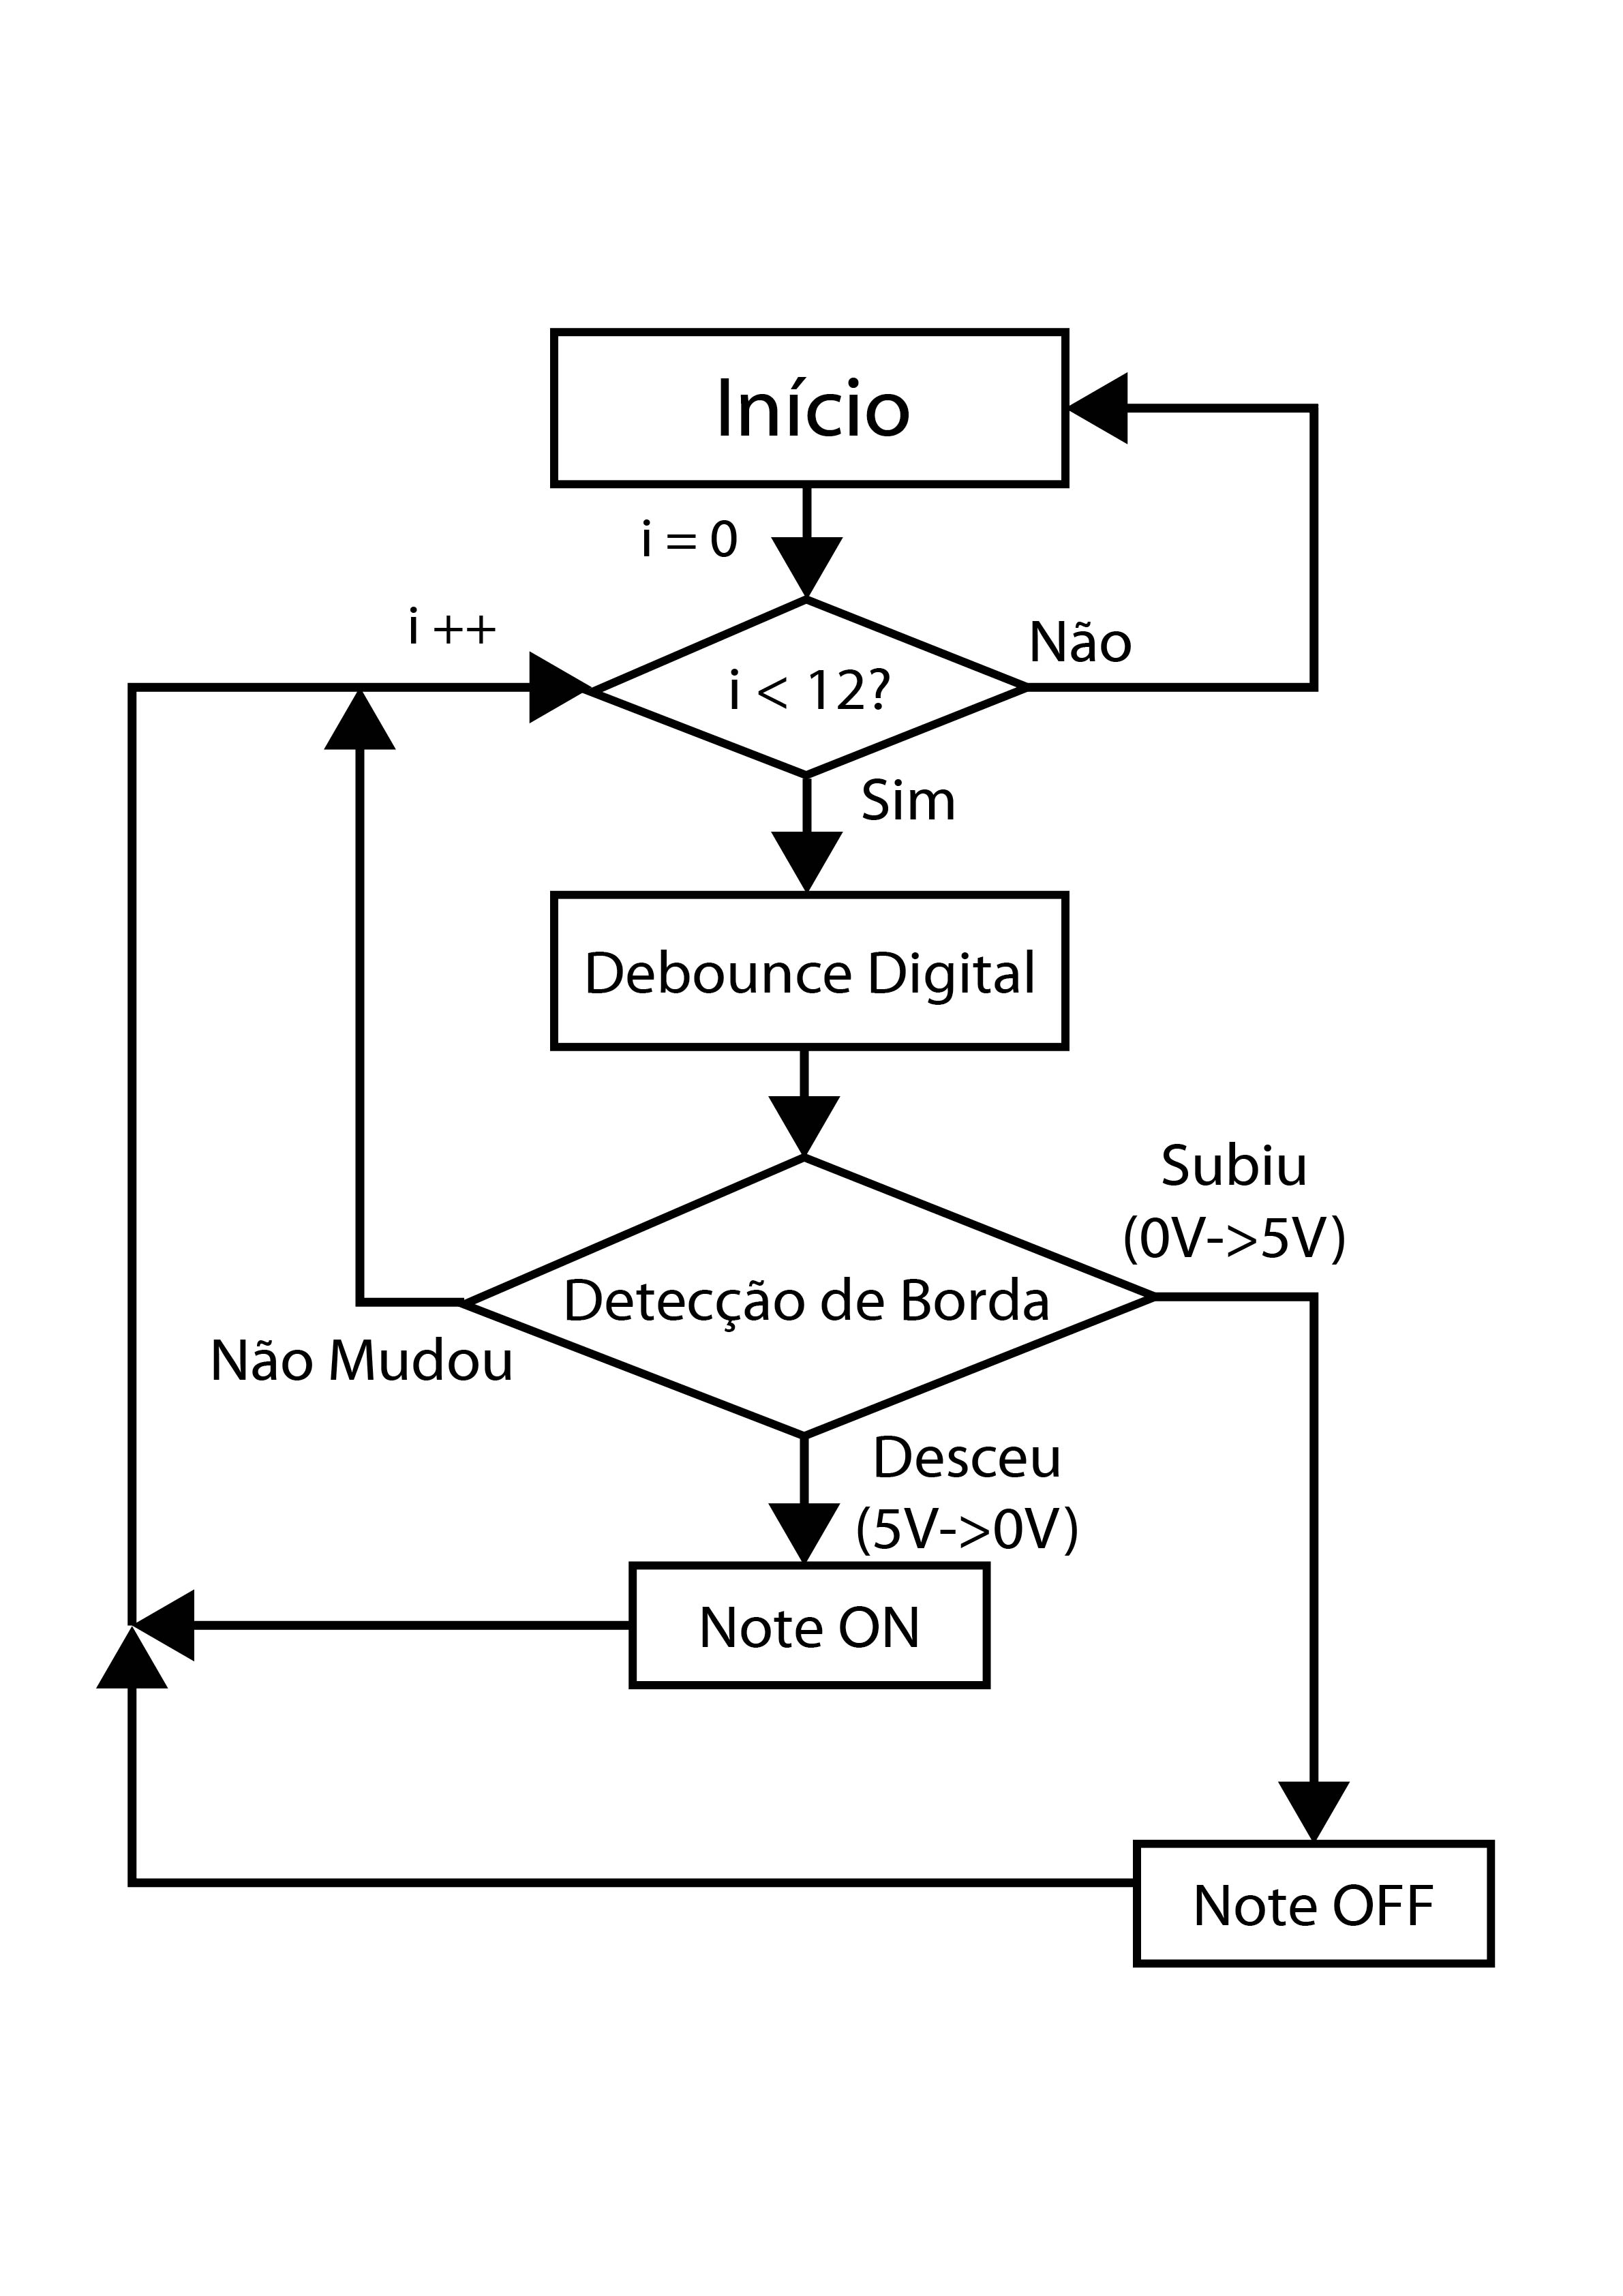 Início
i = 0
i ++
Não
i < 12?
Sim
Debounce Digital
Subiu
(0V->5V)
Detecção de Borda
Não Mudou
Desceu
(5V->0V)
Note ON
Note OFF